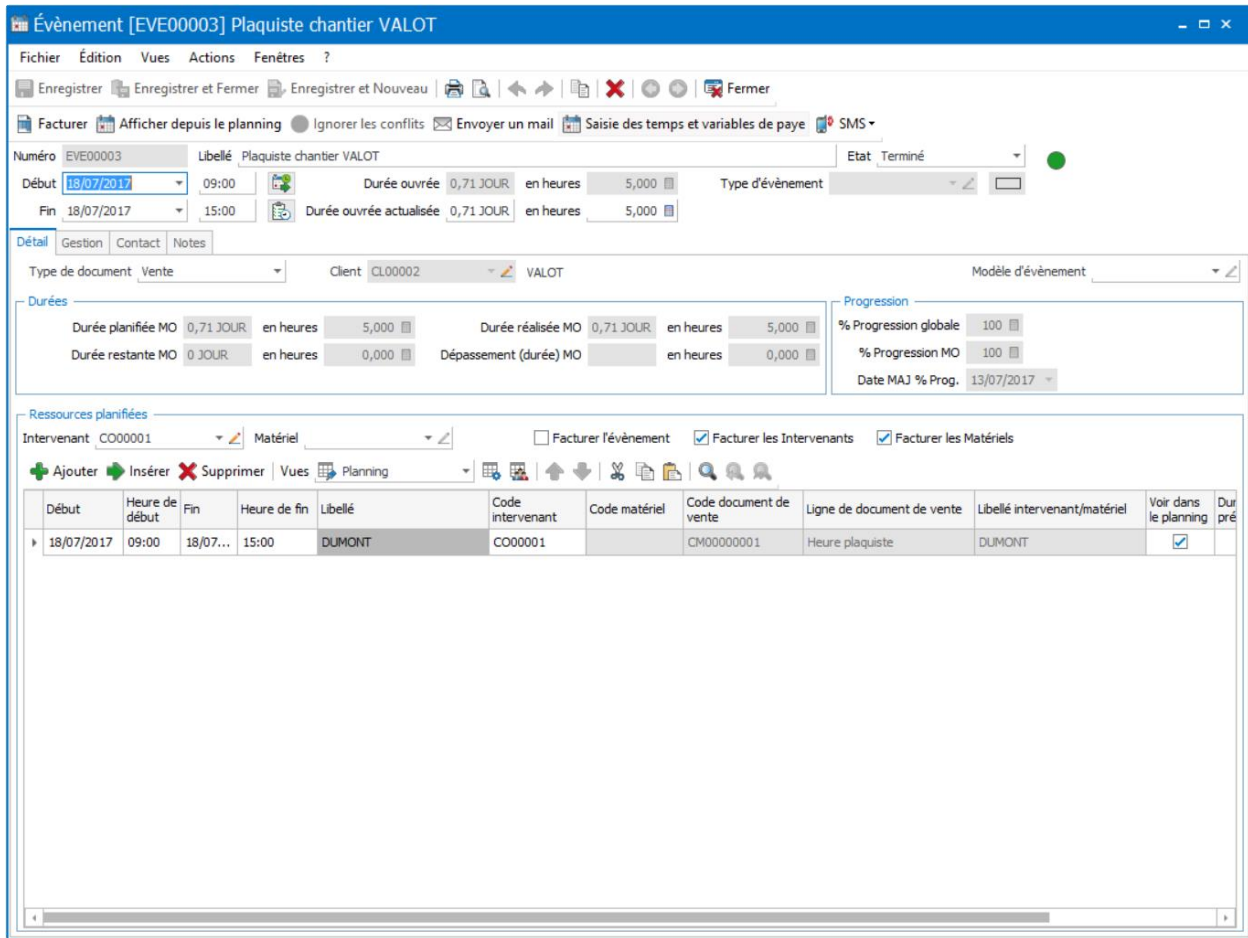 Évènement [EVE00003] Plaquiste chantier VALOT
Fichier Édition Vues Actions Fenêtres ?
Enregistrer Enregistrer et Fermer Enregistrer et Nouveau Fermer
Facturer Afficher depuis le planning Ignorer les conflits Envoyer un mail Saisie des temps et variables de paye SMS
Numéro EVE00003 Libellé Plaquiste chantier VALOT Etat Terminé
Début 18/07/2017 09:00 Durée ouvrée 0,71 JOUR en heures 5,000 Type d'évènement
Fin 18/07/2017 15:00 Durée ouvrée actualisée 0,71 JOUR en heures 5,000
Détail Gestion Contact Notes
Type de document Vente Client CL00002 VALOT Modèle d'évènement
Durées Progression
Durée planifiée MO 0,71 JOUR en heures 5,000 Durée réalisée MO 0,71 JOUR en heures 5,000 % Progression globale 100
Durée restante MO 0 JOUR en heures 0,000 Dépassement (durée) MO en heures 0,000 % Progression MO 100
Date MAJ % Prog. 13/07/2017
Ressources planifiées
Intervenant CO00001 Matériel Facturer l'évènement Facturer les Intervenants Facturer les Matériels
Ajouter Insérer Supprimer Vues Planning
Début Heure de début Fin Heure de fin Libellé Code intervenant Code matériel Code document de vente Ligne de document de vente Libellé intervenant/matériel Voir dans le planning Dur pré
18/07/2017 09:00 18/07... 15:00 DUMONT CO00001 CM00000001 Heure plaquiste DUMONT